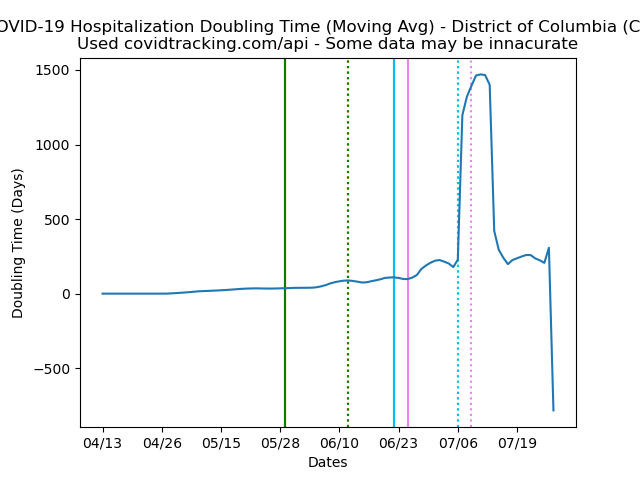 OVID-19 Hospitalization Doubling Time (Moving Avg) - District of Columbia (C
Used covidtracking.com/api - Some data may be innacurate
1500
1000
500
0
−500
Doubling Time (Days)
04/13 04/26 05/15 05/28 06/10 06/23 07/06 07/19
Dates